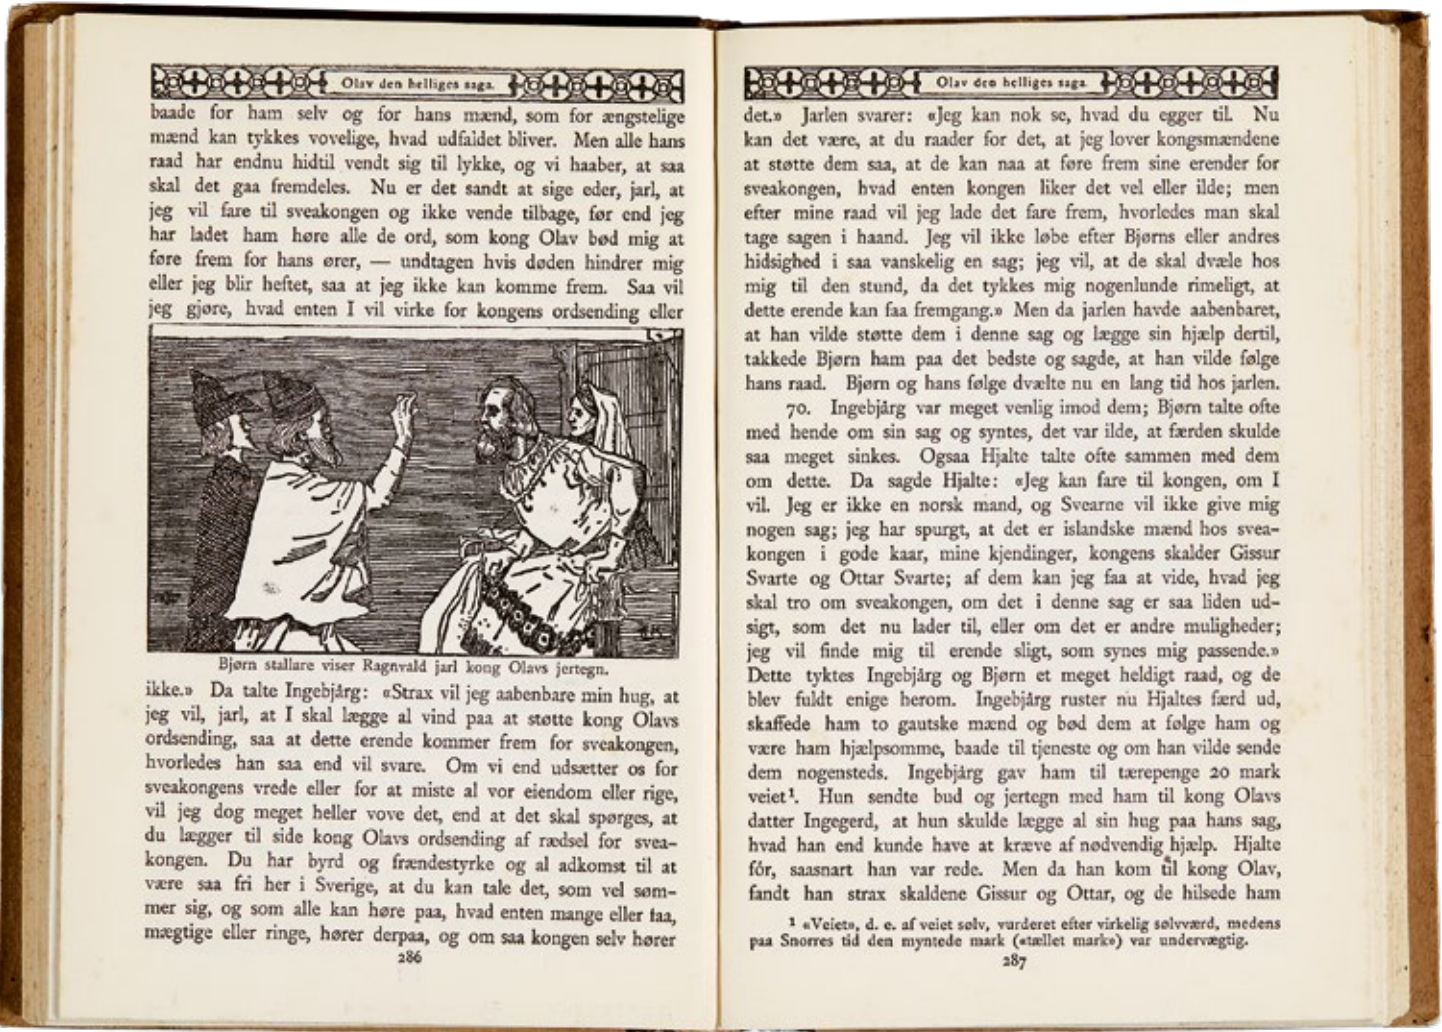 Olav den helliges saga.
baade for ham selv og for hans mænd, som for ængstelige
mænd kan tykkes vovelige, hvad udfaldet bliver. Men alle hans
raad har endnu hidtil vendt sig til lykke, og vi haaber, at saa
skal det gaa fremdeles. Nu er det sandt at sige eder, jarl, at
jeg vil fare til sveakongen og ikke vende tilbage, før end jeg
har ladet ham høre alle de ord, som kong Olav bød mig at
føre frem for hans ører, — undtagen hvis døden hindrer mig
eller jeg blir heftet, saa at jeg ikke kan komme frem. Saa vil
jeg gjøre, hvad enten I vil virke for kongens ordsending eller
Bjørn stallare viser Ragnvald jarl kong Olavs jertegn.
ikke.» Da talte Ingebjårg: «Strax vil jeg aabenbare min hug, at
jeg vil, jarl, at I skal lægge al vind paa at støtte kong Olavs
ordsending, saa at dette erende kommer frem for sveakongen,
hvorledes han saa end vil svare. Om vi end udsætter os for
sveakongens vrede eller for at miste al vor eiendom eller rige,
vil jeg dog meget heller vove det, end at det skal spørges, at
du lægger til side kong Olavs ordsending af rædsel for svea-
kongen. Du har byrd og frændestyrke og al adkomst til at
være saa fri her i Sverige, at du kan tale det, som vel søm-
mer sig, og som alle kan høre paa, hvad enten mange eller faa,
mægtige eller ringe, hører derpaa, og om saa kongen selv hører
286
Olav den helliges saga.
det.» Jarlen svarer: «Jeg kan nok se, hvad du egger til. Nu
kan det være, at du raader for det, at jeg lover kongsmændene
at støtte dem saa, at de kan naa at føre frem sine erender for
sveakongen, hvad enten kongen liker det vel eller ilde; men
efter mine raad vil jeg lade det fare frem, hvorledes man skal
tage sagen i haand. Jeg vil ikke løbe efter Bjørns eller andres
hidsighed i saa vanskelig en sag; jeg vil, at de skal dvæle hos
mig til den stund, da det tykkes mig nogenlunde rimeligt, at
dette erende kan faa fremgang.» Men da jarlen havde aabenbaret,
at han vilde støtte dem i denne sag og lægge sin hjælp dertil,
takkede Bjørn ham paa det bedste og sagde, at han vilde følge
hans raad. Bjørn og hans følge dvælte nu en lang tid hos jarlen.
70. Ingebjårg var meget venlig imod dem; Bjørn talte ofte
med hende om sin sag og syntes, det var ilde, at færden skulde
saa meget sinkes. Ogsaa Hjalte talte ofte sammen med dem
om dette. Da sagde Hjalte: «Jeg kan fare til kongen, om I
vil. Jeg er ikke en norsk mand, og Svearne vil ikke give mig
nogen sag; jeg har spurgt, at det er islandske mænd hos svea-
kongen i gode kaar, mine kjendinger, kongens skalder Gissur
Svarte og Ottar Svarte; af dem kan jeg faa at vide, hvad jeg
skal tro om sveakongen, om det i denne sag er saa liden ud-
sigt, som det nu lader til, eller om det er andre muligheder;
jeg vil finde mig til erende sligt, som synes mig passende.»
Dette tyktes Ingebjårg og Bjørn et meget heldigt raad, og de
blev fuldt enige herom. Ingebjårg ruster nu Hjaltes færd ud,
skaffede ham to gautske mænd og bød dem at følge ham og
være ham hjælpsomme, baade til tjeneste og om han vilde sende
dem nogensteds. Ingebjårg gav ham til tærepenge 20 mark
veiet¹. Hun sendte bud og jertegn med ham til kong Olavs
datter Ingegerd, at hun skulde lægge al sin hug paa hans sag,
hvad han end kunde have at kræve af nødvendig hjælp. Hjalte
fór, saasnart han var rede. Men da han kom til kong Olav,
fandt han strax skaldene Gissur og Ottar, og de hilsede ham
¹ «Veiet», d. e. af veiet sølv, vurderet efter virkelig sølvværd, medens
paa Snorres tid den myntede mark («tællet mark») var undervægtig.
287